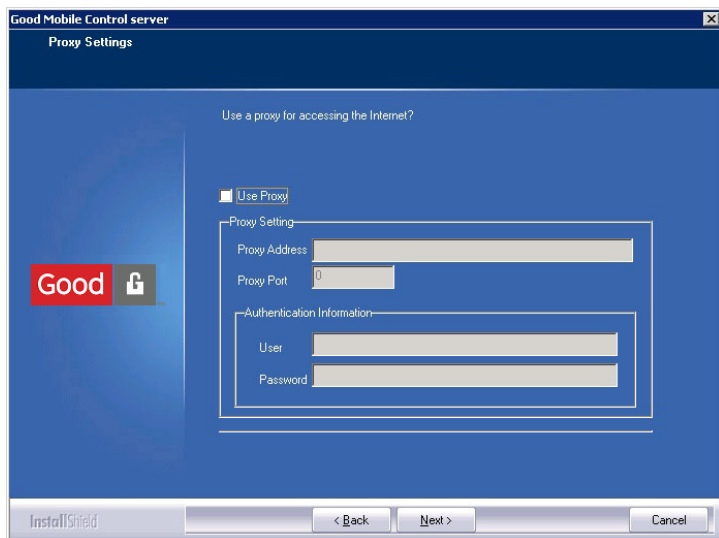 Good Mobile Control server
Proxy Settings
Use a proxy for accessing the Internet?
Use Proxy
Proxy Setting
Proxy Address
Proxy Port 0
Authentication Information
User
Password
Good
InstallShield
< Back Next > Cancel